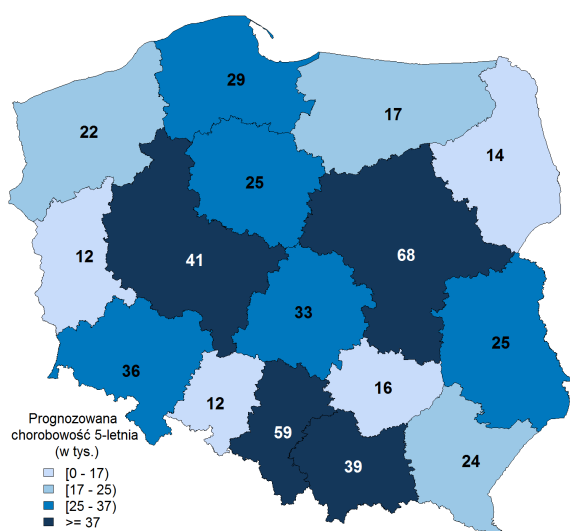 29
22
17
14
25
12
41
68
33
25
36
12
16
59
39
24
Prognozowana
chorobowość 5-letnia
(w tys.)
[0 - 17)
[17 - 25)
[25 - 37)
>= 37